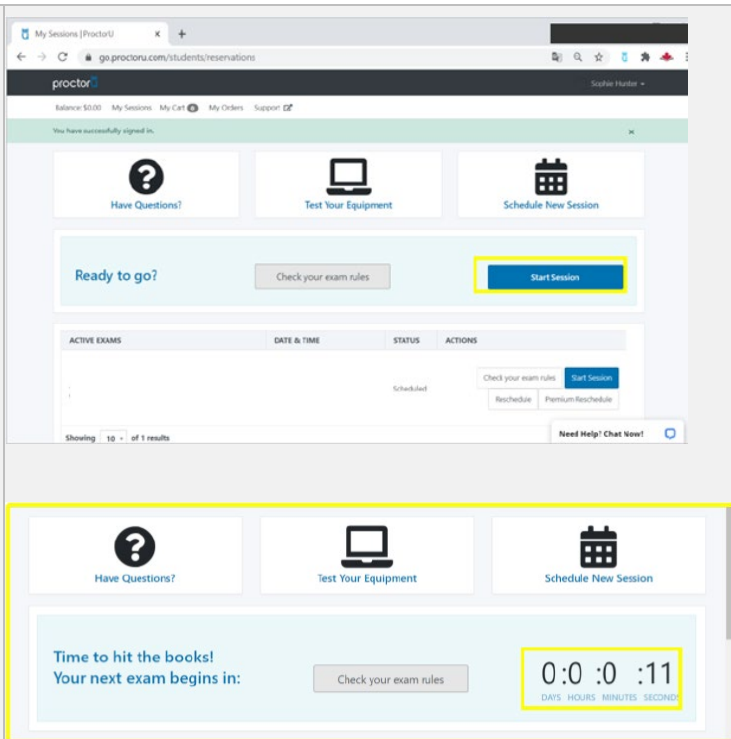 My Sessions | ProctorU
go.proctoru.com/students/reservations
proctoru
Sophie Hunter
Balance: $0.00 My Sessions My Cart 0 My Orders Support
You have successfully signed in. ×
Have Questions? Test Your Equipment Schedule New Session
Ready to go? Check your exam rules Start Session
ACTIVE EXAMS DATE & TIME STATUS ACTIONS
Check your exam rules Start Session
Scheduled
Reschedule Premium Reschedule
Showing 10 of 1 results
Need Help? Chat Now!
Have Questions? Test Your Equipment Schedule New Session
Time to hit the books!
Your next exam begins in: Check your exam rules 0:0 :0 :11
DAYS HOURS MINUTES SECONDS